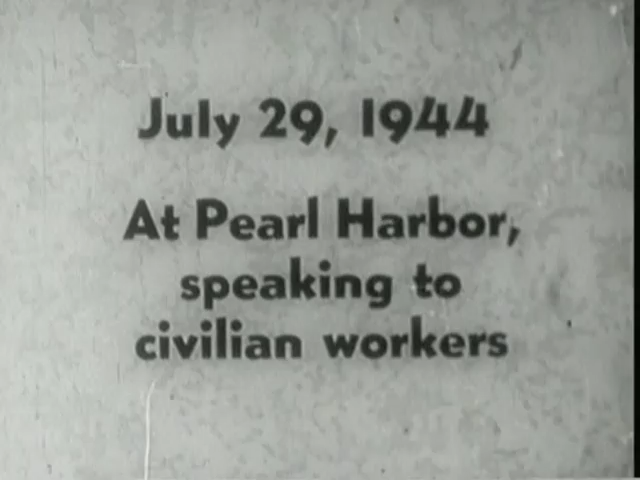 July 29, 1944
At Pearl Harbor,
speaking to
civilian workers